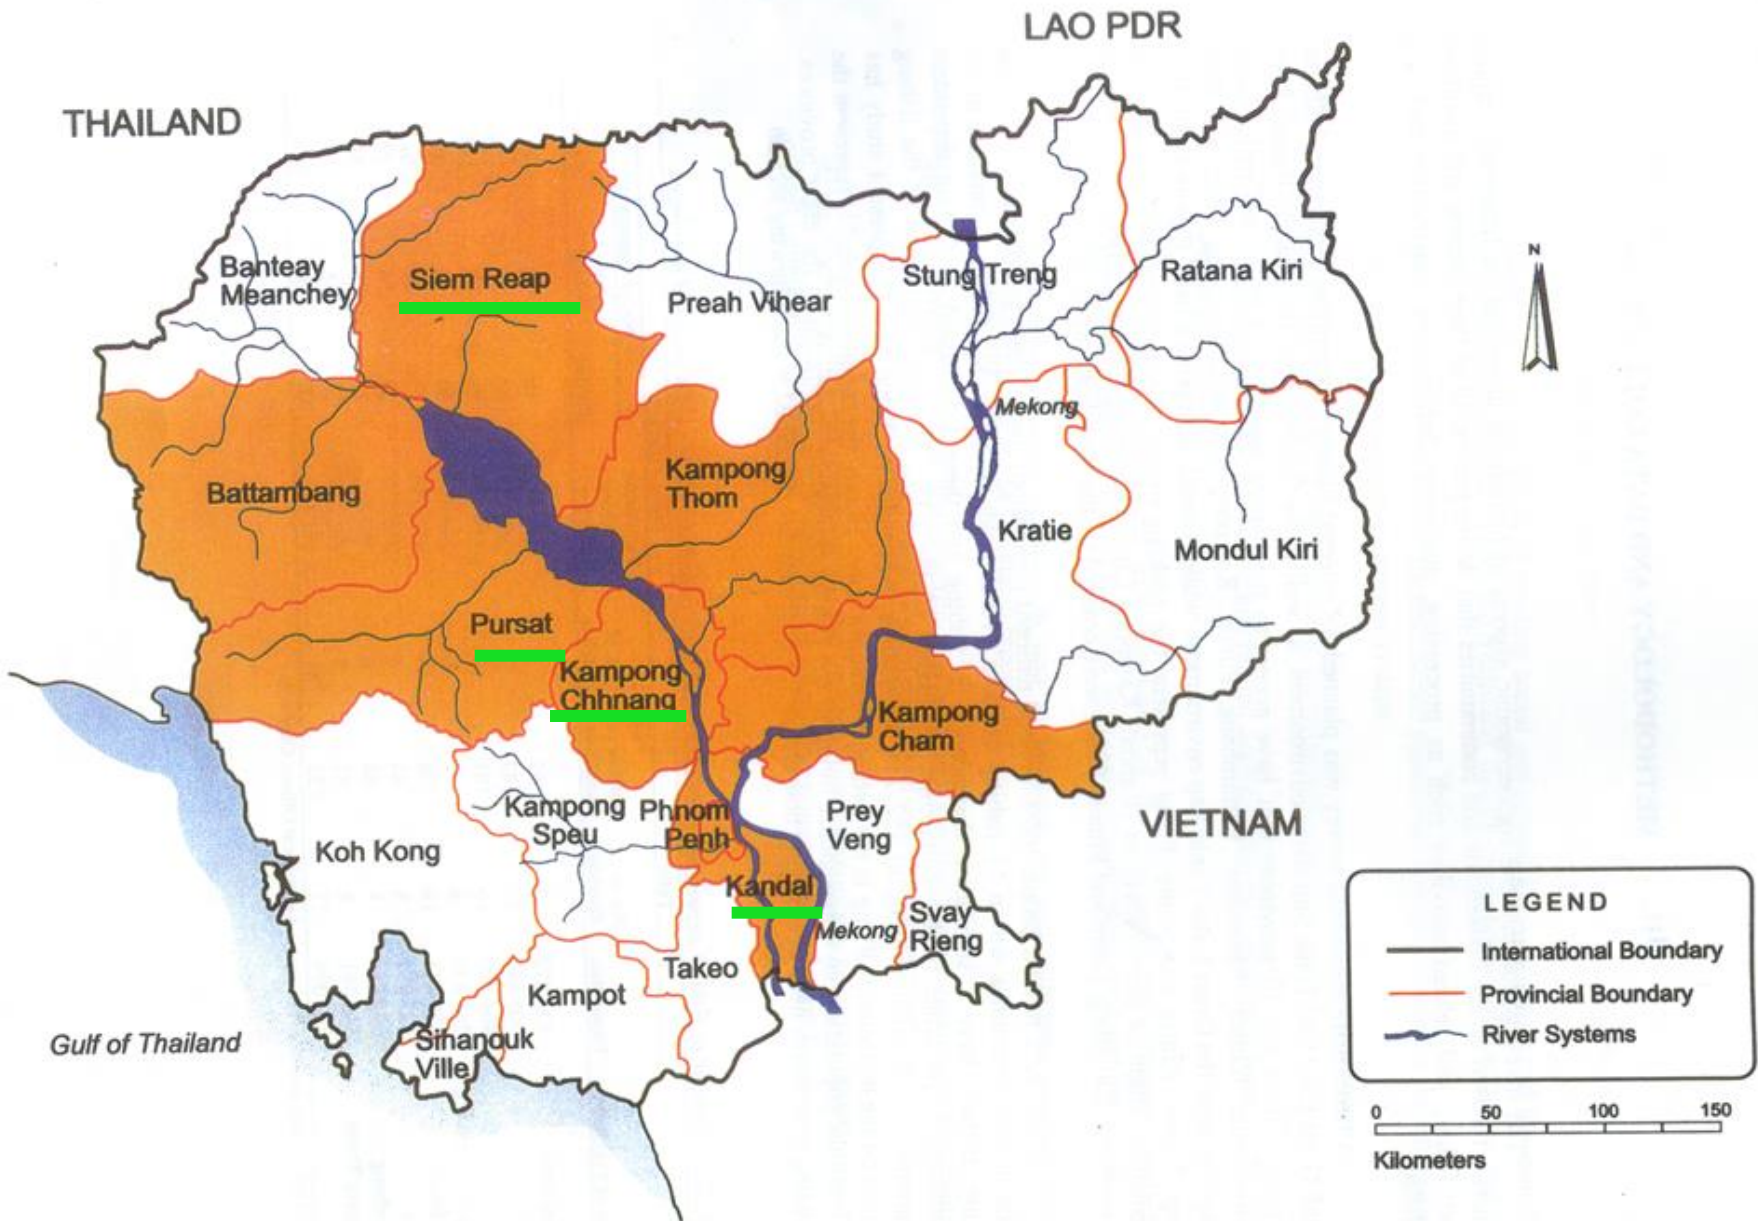 LAO PDR
THAILAND
N
Banteay
Meanchey
Siem Reap
Preah Vihear
Stung Treng
Ratana Kiri
Mekong
Battambang
Kampong
Thom
Kratie
Mondul Kiri
Pursat
Kampong
Chhnang
Kampong
Cham
Kampong
Speu
Phnom
Penh
Prey
Veng
VIETNAM
Koh Kong
Kandal
Mekong
Svay
Rieng
Takeo
Kampot
Gulf of Thailand
Sihanouk
Ville
LEGEND
International Boundary
Provincial Boundary
River Systems
0 50 100 150
Kilometers